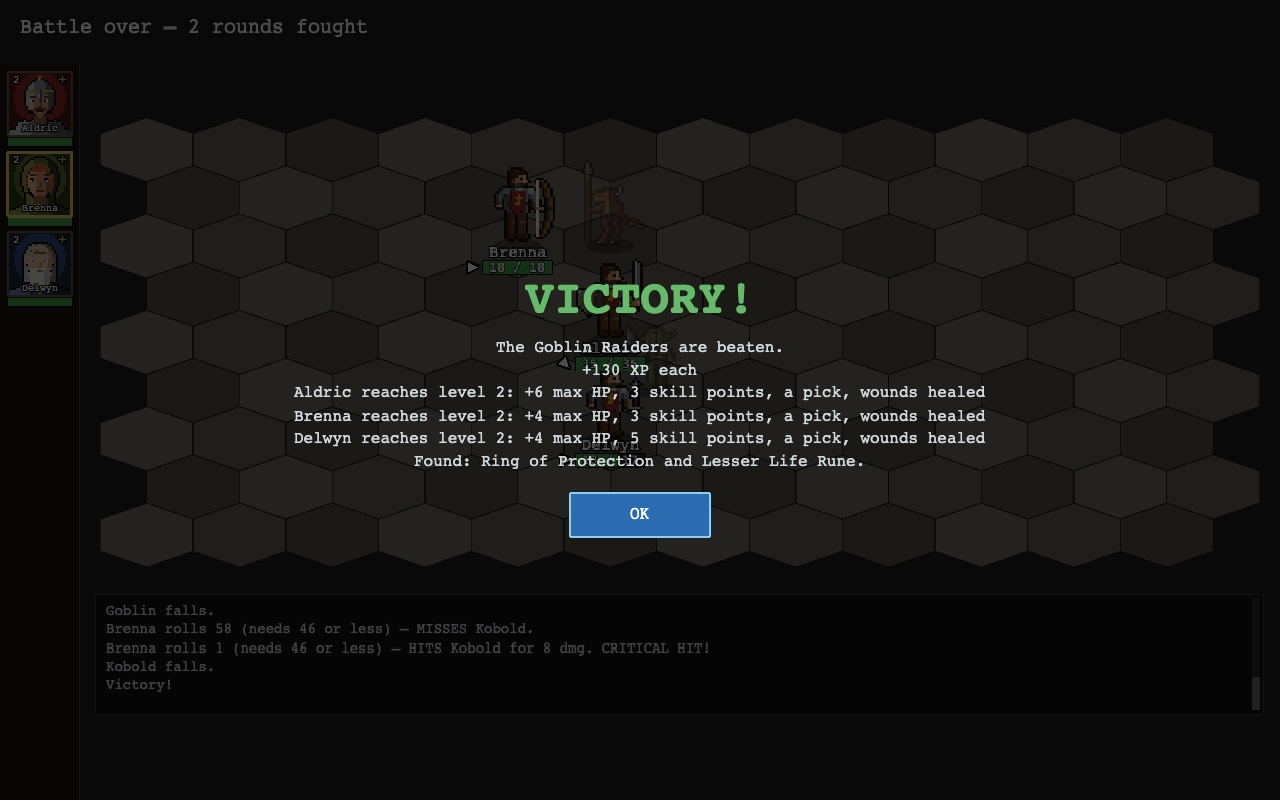 Battle over — 2 rounds fought
2 +
Aldric
2 +
Brenna
2 +
Delwyn
Brenna
18 / 18
VICTORY!
The Goblin Raiders are beaten.
+130 XP each
Aldric reaches level 2: +6 max HP, 3 skill points, a pick, wounds healed
Brenna reaches level 2: +4 max HP, 3 skill points, a pick, wounds healed
Delwyn reaches level 2: +4 max HP, 5 skill points, a pick, wounds healed
Delwyn
Found: Ring of Protection and Lesser Life Rune.
OK
Goblin falls.
Brenna rolls 58 (needs 46 or less) — MISSES Kobold.
Brenna rolls 1 (needs 46 or less) — HITS Kobold for 8 dmg. CRITICAL HIT!
Kobold falls.
Victory!